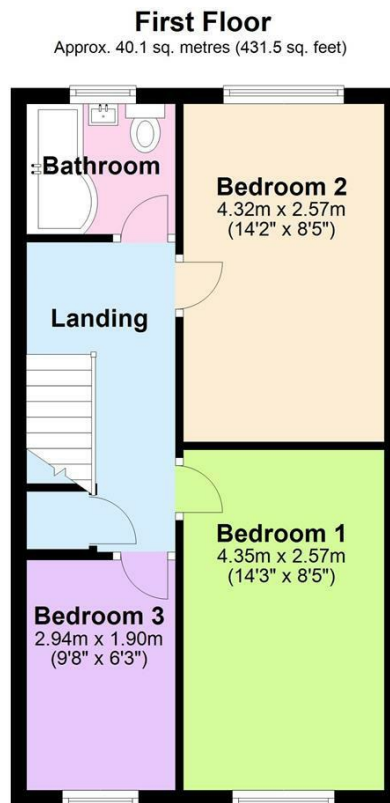 First Floor
Approx. 40.1 sq. metres (431.5 sq. feet)
Bathroom
Bedroom 2
4.32m x 2.57m
(14'2" x 8'5")
Landing
Bedroom 1
4.35m x 2.57m
(14'3" x 8'5")
Bedroom 3
2.94m x 1.90m
(9'8" x 6'3")